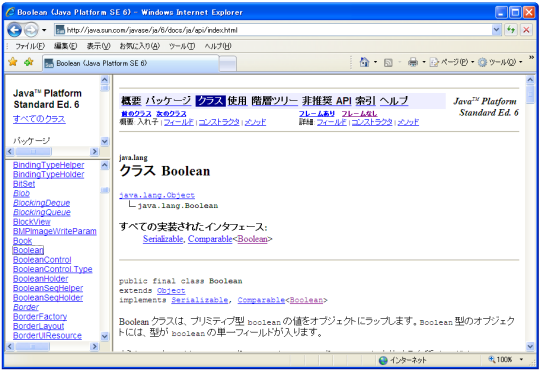 Boolean (Java Platform SE 6) - Windows Internet Explorer
http://java.sun.com/javase/ja/6/docs/ja/api/index.html
ファイル(F) 編集(E) 表示(V) お気に入り(A) ツール(T) ヘルプ(H)
Boolean (Java Platform SE 6)
ページ(P) ツール(O)
Java™ Platform
Standard Ed. 6
すべてのクラス
パッケージ
BindingTypeHelper
BindingTypeHolder
BitSet
Blob
BlockingDeque
BlockingQueue
BlockView
BMPImageWriteParam
Book
Boolean
BooleanControl
BooleanControl.Type
BooleanHolder
BooleanSeqHelper
BooleanSeqHolder
Border
BorderFactory
BorderLayout
BorderUIResource
概要 パッケージ クラス 使用 階層ツリー 非推奨 API 索引 ヘルプ
Java™ Platform
Standard Ed. 6
前のクラス 次のクラス
フレームあり フレームなし
概要: 入れ子 | フィールド | コンストラクタ | メソッド
詳細: フィールド | コンストラクタ | メソッド
java.lang
クラス Boolean
java.lang.Object
java.lang.Boolean
すべての実装されたインタフェース:
Serializable, Comparable<Boolean>
public final class Boolean
extends Object
implements Serializable, Comparable<Boolean>
Boolean クラスは、プリミティブ型 boolean の値をオブジェクトにラップします。Boolean 型のオブジェク
トには、型が boolean の単一フィールドが入ります。
インターネット
100%